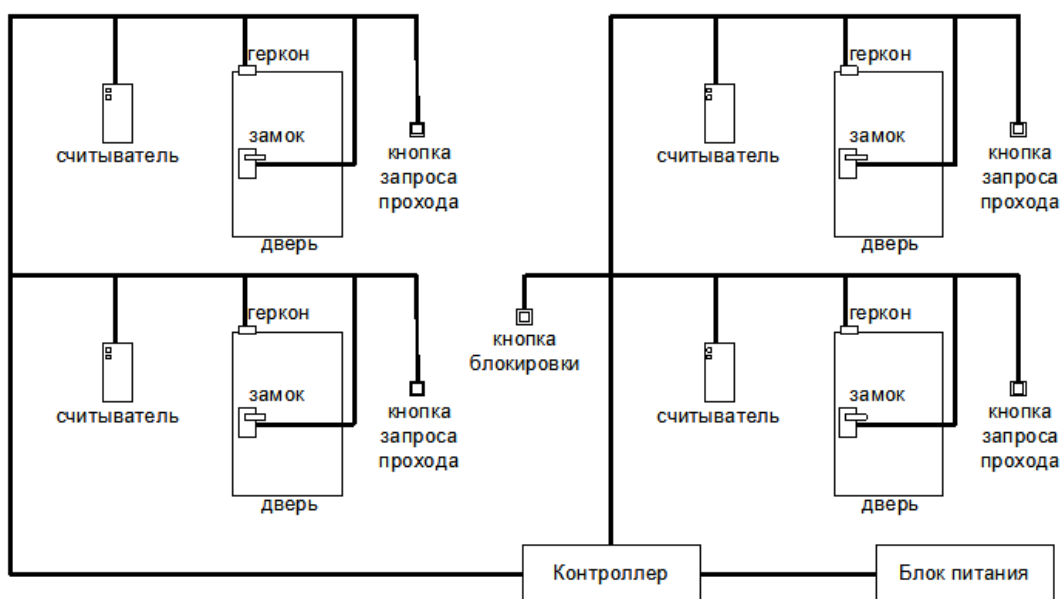 геркон
замок
считыватель
кнопка
запроса
прохода
дверь
геркон
замок
считыватель
кнопка
запроса
прохода
дверь
геркон
замок
считыватель
кнопка
запроса
прохода
дверь
кнопка
блокировки
геркон
замок
считыватель
кнопка
запроса
прохода
дверь
Контроллер
Блок питания